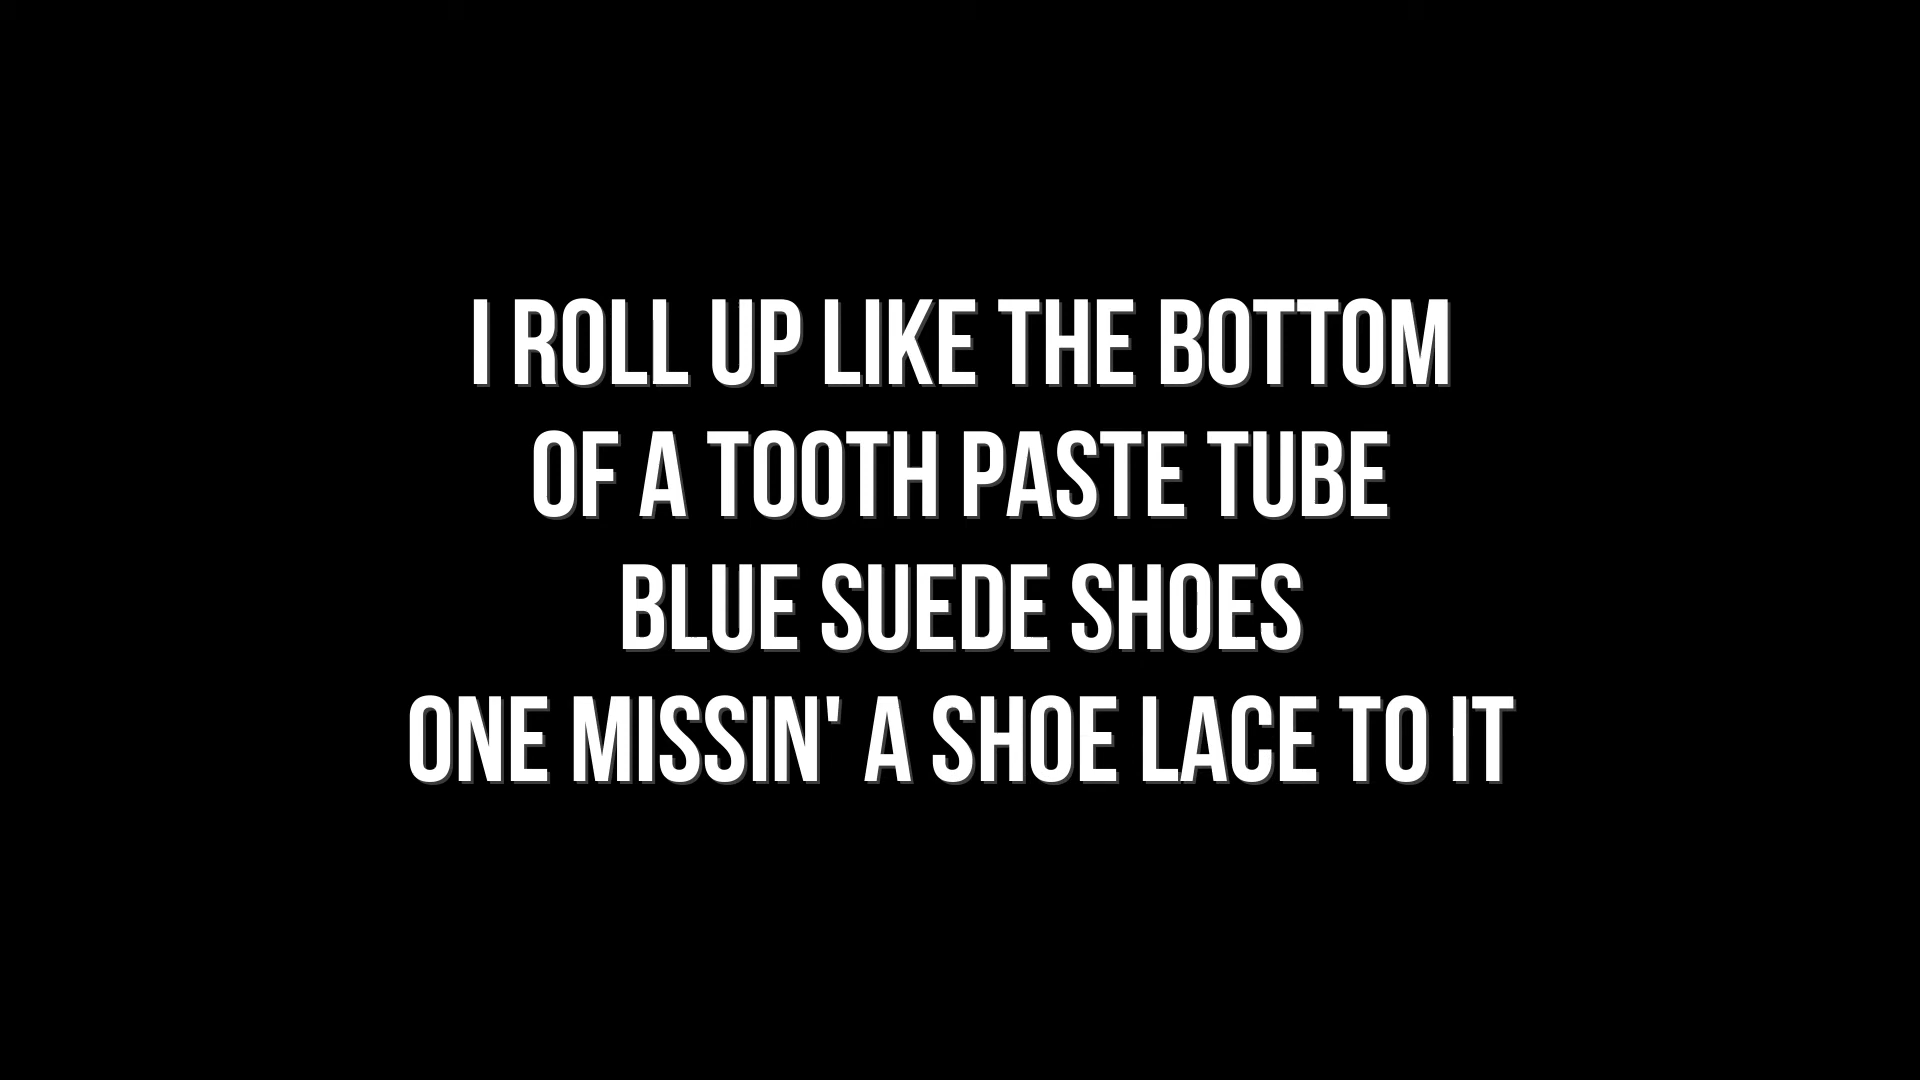 I ROLL UP LIKE THE BOTTOM
OF A TOOTH PASTE TUBE
BLUE SUEDE SHOES
ONE MISSIN' A SHOE LACE TO IT